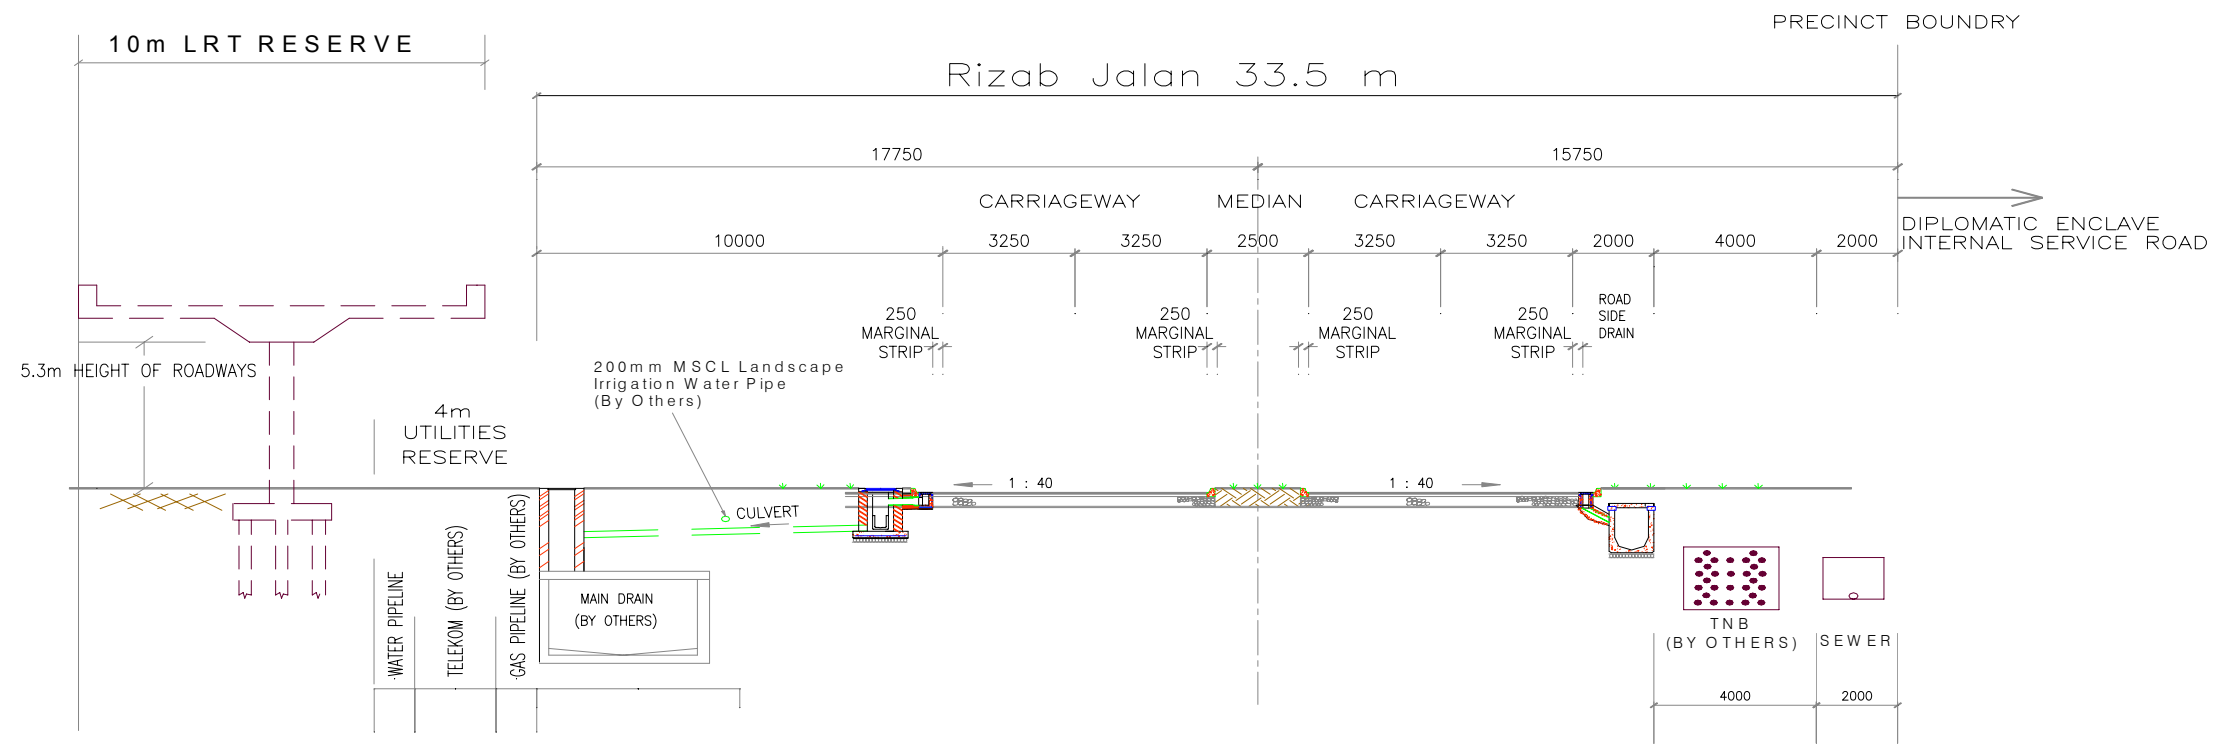 PRECINCT BOUNDRY
10m LRT RESERVE
Rizab Jalan 33.5 m
17750
15750
CARRIAGEWAY
MEDIAN
CARRIAGEWAY
DIPLOMATIC ENCLAVE
INTERNAL SERVICE ROAD
10000
3250
3250
2500
3250
3250
2000
4000
2000
250
MARGINAL
STRIP
250
MARGINAL
STRIP
250
MARGINAL
STRIP
250
MARGINAL
STRIP
ROAD
SIDE
DRAIN
5.3m HEIGHT OF ROADWAYS
200mm MSCL Landscape
Irrigation Water Pipe
(By Others)
4m
UTILITIES
RESERVE
1 : 40
1 : 40
CULVERT
WATER PIPELINE
TELEKOM (BY OTHERS)
GAS PIPELINE (BY OTHERS)
MAIN DRAIN
(BY OTHERS)
TNB
(BY OTHERS)
SEWER
4000
2000